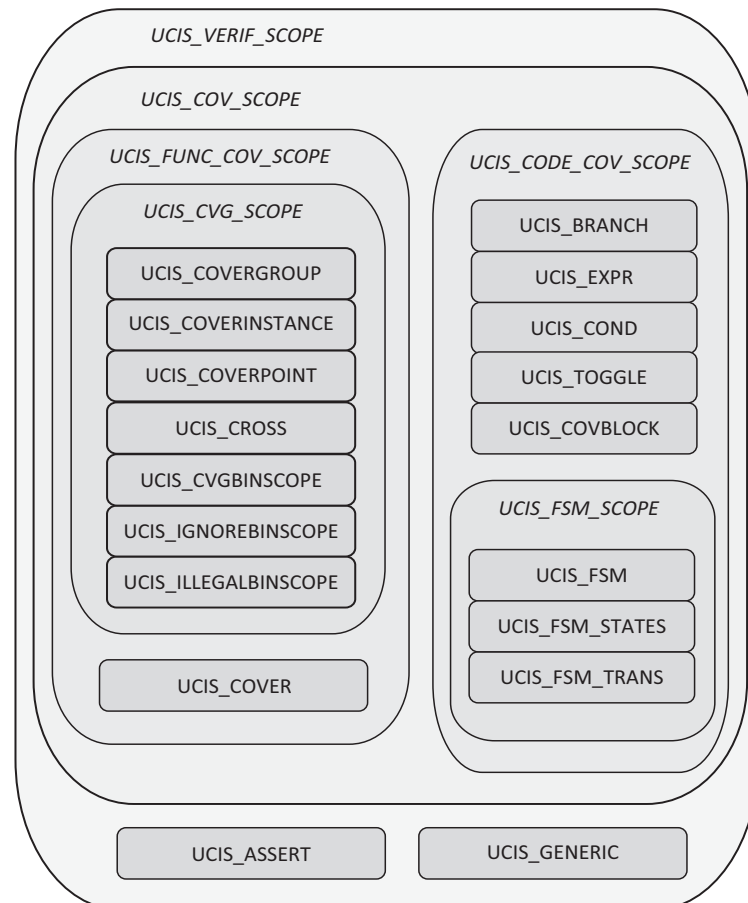 UCIS_VERIF_SCOPE
UCIS_COV_SCOPE
UCIS_FUNC_COV_SCOPE
UCIS_CVG_SCOPE
UCIS_COVERGROUP
UCIS_COVERINSTANCE
UCIS_COVERPOINT
UCIS_CROSS
UCIS_CVGBINSCOPE
UCIS_IGNOREBINSCOPE
UCIS_ILLEGALBINSCOPE
UCIS_COVER
UCIS_CODE_COV_SCOPE
UCIS_BRANCH
UCIS_EXPR
UCIS_COND
UCIS_TOGGLE
UCIS_COVBLOCK
UCIS_FSM_SCOPE
UCIS_FSM
UCIS_FSM_STATES
UCIS_FSM_TRANS
UCIS_ASSERT
UCIS_GENERIC